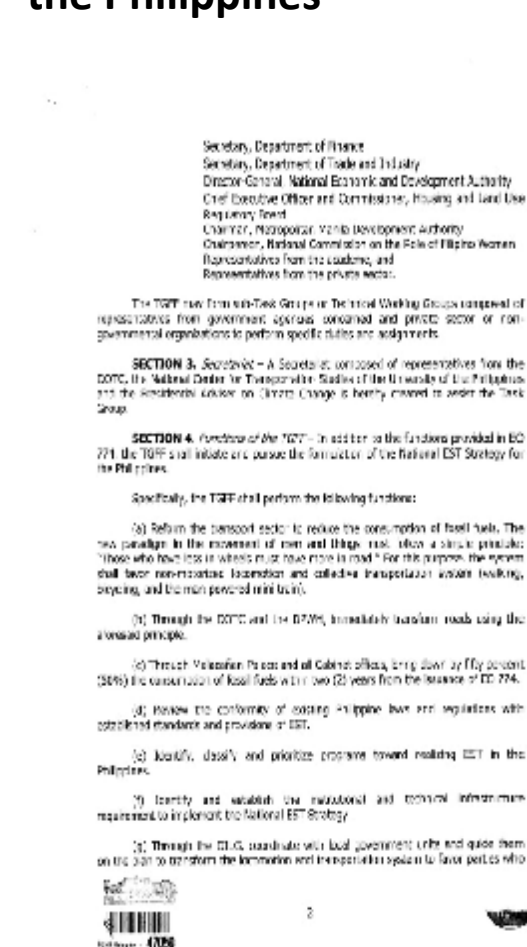 the Philippines
Secretary, Department of Finance
Secretary, Department of Trade and Industry
Director-General, National Economic and Development Authority
Chief Executive Officer and Commissioner, Housing and Land Use
Regulatory Board
Chairman, Metropolitan Manila Development Authority
Chairperson, National Commission on the Role of Filipino Women
Representatives from the academe, and
Representatives from the private sector.
The TGFF may form sub-Task Groups or Technical Working Groups composed of
representatives from government agencies concerned and private sector or non-
governmental organizations to perform specific duties and assignments.
SECTION 3. Secretariat – A Secretariat composed of representatives from the
DOTC, the National Center for Transportation Studies of the University of the Philippines
and the Presidential Adviser on Climate Change is hereby created to assist the Task
Group.
SECTION 4. Functions of the TGFF – In addition to the functions provided in EO
774, the TGFF shall initiate and pursue the formulation of the National EST Strategy for
the Philippines.
Specifically, the TGFF shall perform the following functions:
(a) Reform the transport sector to reduce the consumption of fossil fuels. The
new paradigm in the movement of men and things must follow a simple principle:
"Those who have less in wheels must have more in road." For this purpose, the system
shall favor non-motorized locomotion and collective transportation system (walking,
bicycling, and the man-powered mini train).
(b) Through the DOTC and the DPWH, immediately transform roads using the
aforesaid principle.
(c) Through Malacañan Palace and all Cabinet offices, bring down by fifty percent
(50%) the consumption of fossil fuels within two (2) years from the issuance of EO 774.
(d) Review the conformity of existing Philippine laws and regulations with
established standards and provisions of EST.
(e) Identify, classify and prioritize programs toward realizing EST in the
Philippines.
(f) Identify and establish the institutional and technical infrastructure
requirement to implement the National EST Strategy
(g) Through the DILG, coordinate with local government units and guide them
on the plan to transform the locomotion and transportation system to favor parties who
2